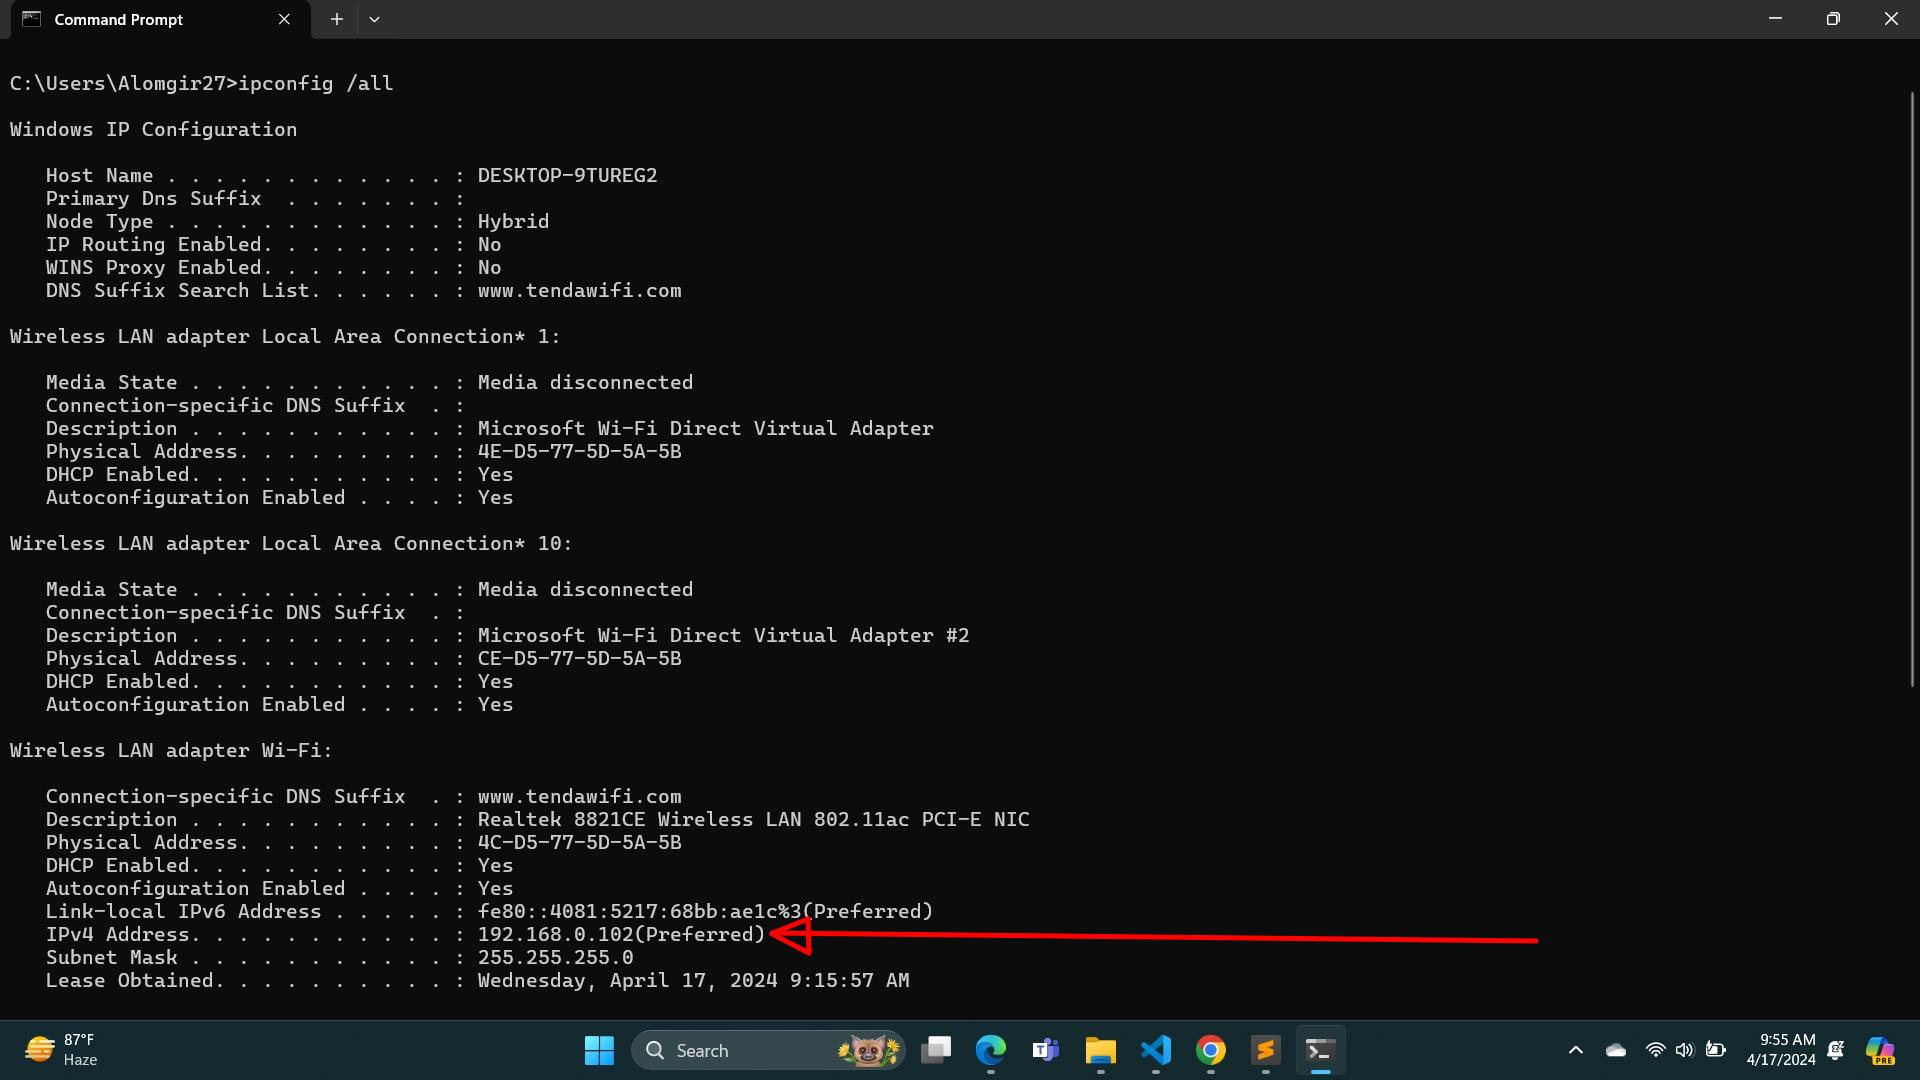 Command Prompt
C:\Users\Alomgir27>ipconfig /all
Windows IP Configuration
Host Name . . . . . . . . . . . . : DESKTOP-9TUREG2
Primary Dns Suffix  . . . . . . . :
Node Type . . . . . . . . . . . . : Hybrid
IP Routing Enabled. . . . . . . . : No
WINS Proxy Enabled. . . . . . . . : No
DNS Suffix Search List. . . . . . : www.tendawifi.com
Wireless LAN adapter Local Area Connection* 1:
Media State . . . . . . . . . . . : Media disconnected
Connection-specific DNS Suffix  . :
Description . . . . . . . . . . . : Microsoft Wi-Fi Direct Virtual Adapter
Physical Address. . . . . . . . . : 4E-D5-77-5D-5A-5B
DHCP Enabled. . . . . . . . . . . : Yes
Autoconfiguration Enabled . . . . : Yes
Wireless LAN adapter Local Area Connection* 10:
Media State . . . . . . . . . . . : Media disconnected
Connection-specific DNS Suffix  . :
Description . . . . . . . . . . . : Microsoft Wi-Fi Direct Virtual Adapter #2
Physical Address. . . . . . . . . : CE-D5-77-5D-5A-5B
DHCP Enabled. . . . . . . . . . . : Yes
Autoconfiguration Enabled . . . . : Yes
Wireless LAN adapter Wi-Fi:
Connection-specific DNS Suffix  . : www.tendawifi.com
Description . . . . . . . . . . . : Realtek 8821CE Wireless LAN 802.11ac PCI-E NIC
Physical Address. . . . . . . . . : 4C-D5-77-5D-5A-5B
DHCP Enabled. . . . . . . . . . . : Yes
Autoconfiguration Enabled . . . . : Yes
Link-local IPv6 Address . . . . . : fe80::4081:5217:68bb:ae1c%3(Preferred)
IPv4 Address. . . . . . . . . . . : 192.168.0.102(Preferred)
Subnet Mask . . . . . . . . . . . : 255.255.255.0
Lease Obtained. . . . . . . . . . : Wednesday, April 17, 2024 9:15:57 AM
87°F
Haze
Search
9:55 AM
4/17/2024
PRE